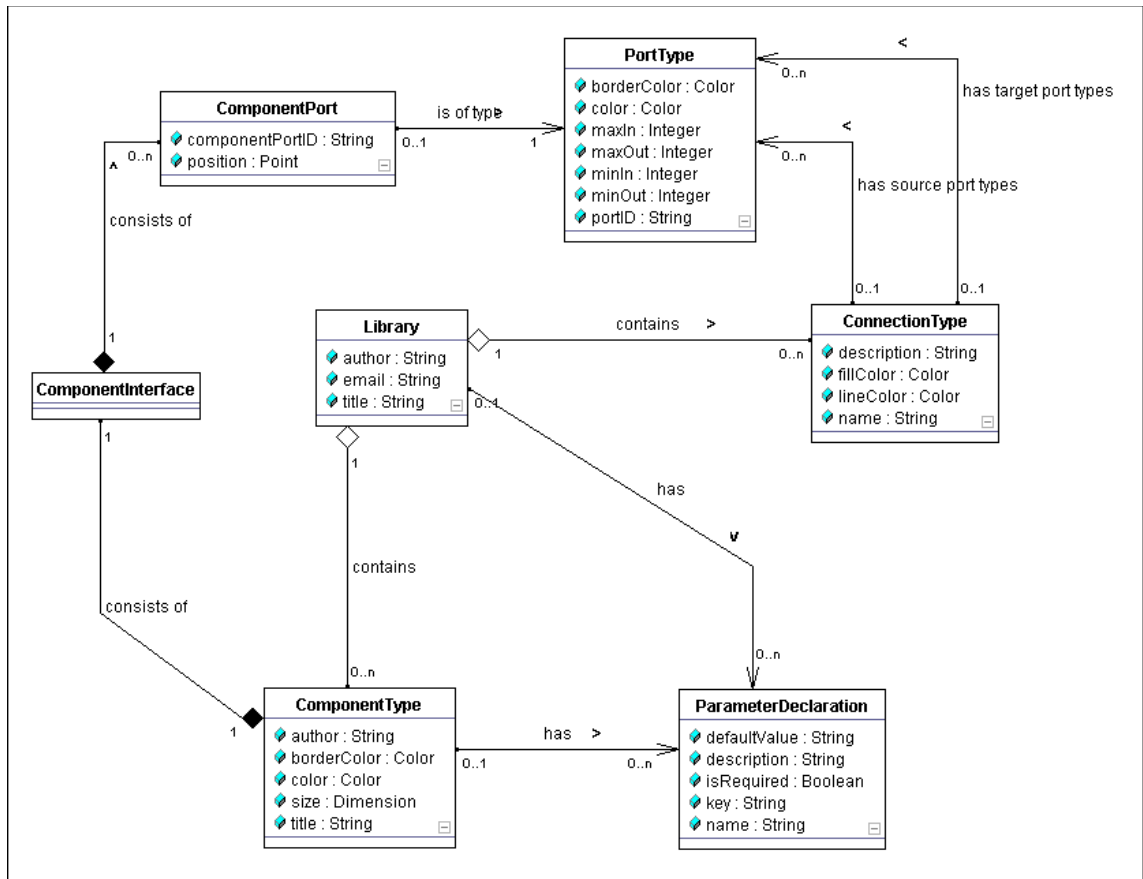 <
PortType
0..n
borderColor : Color
has target port types
ComponentPort
is of type >
color : Color
componentPortID : String
0..1
1
maxIn : Integer
<
position : Point
maxOut : Integer
0..n
^
0..n
minIn : Integer
has source port types
minOut : Integer
portID : String
consists of
0..1
0..1
Library
contains >
ConnectionType
1
author : String
1
0..n
description : String
email : String
fillColor : Color
title : String
0..1
lineColor : Color
name : String
ComponentInterface
1
1
has
v
contains
consists of
0..n
0..n
ComponentType
ParameterDeclaration
1
author : String
has >
defaultValue : String
borderColor : Color
0..1
0..n
description : String
color : Color
isRequired : Boolean
size : Dimension
key : String
title : String
name : String